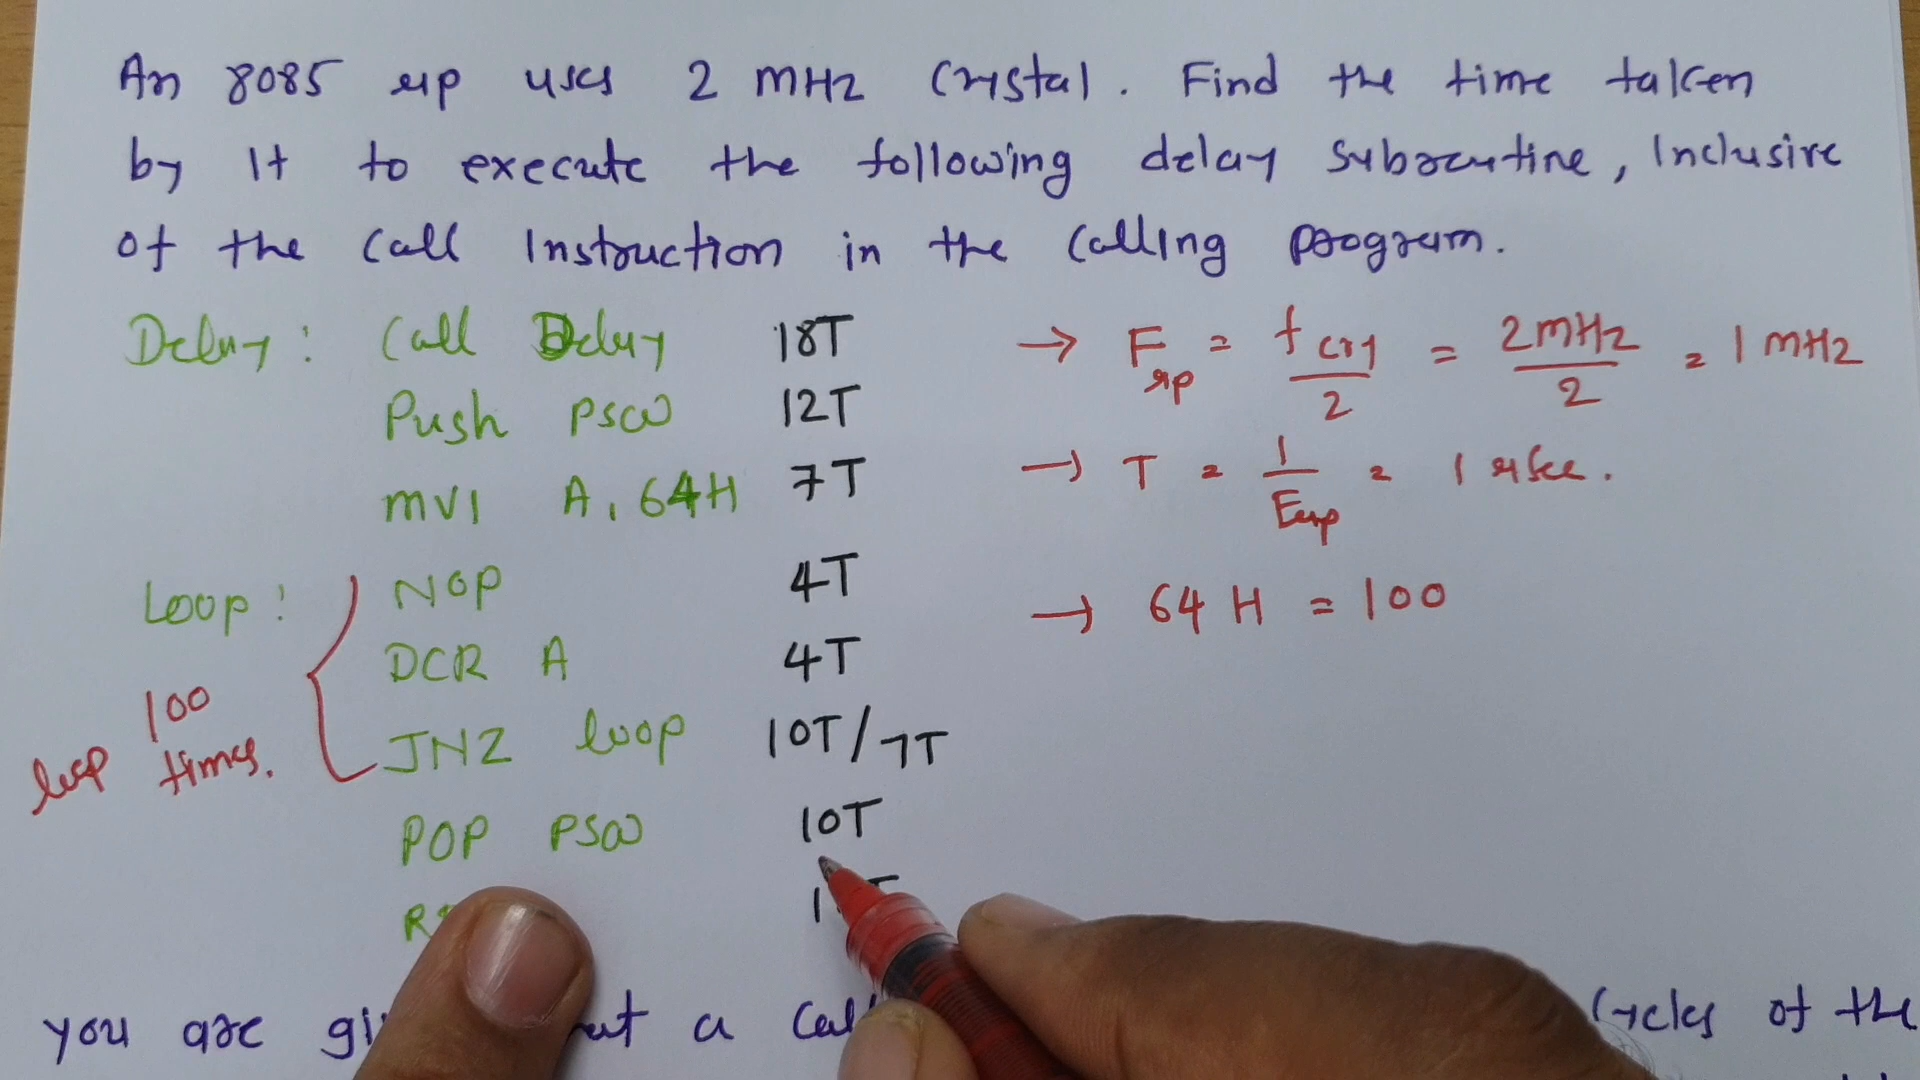 An 8085 μp uses 2 MHz Crystal. Find the time taken
by it to execute the following delay subroutine, Inclusive
of the Call Instruction in the Calling program.
Delay: Call Delay 18T → Fμp = fcry/2 = 2MHz/2 = 1 MHz
Push PSW 12T
MVI A, 64H 7T → T = 1/Fμp = 1 μsec.
Loop: NOP 4T → 64 H = 100
DCR A 4T
loop 100 times.
JNZ loop 10T/7T
POP PSW 10T
you are a Cycles of the